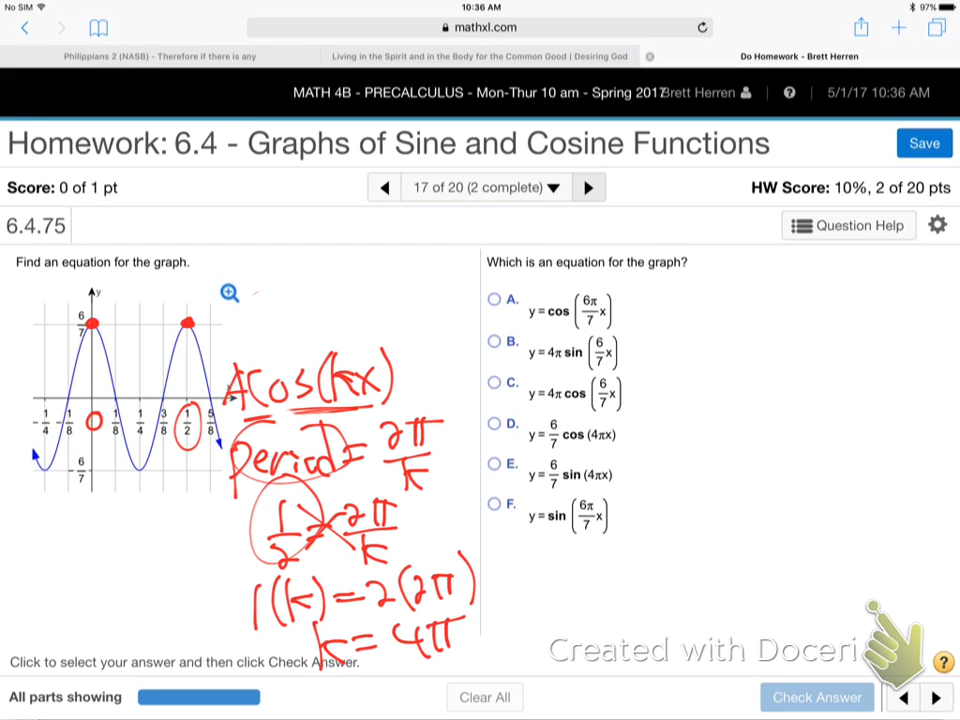 No SIM 10:36 AM 97%
mathxl.com
Philippians 2 (NASB) - Therefore if there is any
Living in the Spirit and in the Body for the Common Good | Desiring God
Do Homework - Brett Herren
MATH 4B - PRECALCULUS - Mon-Thur 10 am - Spring 2017
Brett Herren ? | 5/1/17 10:36 AM
Homework: 6.4 - Graphs of Sine and Cosine Functions
Save
Score: 0 of 1 pt
17 of 20 (2 complete)
HW Score: 10%, 2 of 20 pts
6.4.75
Question Help
Find an equation for the graph.
y
6/7
-1/4 -1/8 0 1/8 1/4 3/8 1/2 5/8
-6/7
Acos(kx)
period = 2π/k
1/2 = 2π/k
1(k) = 2(2π)
k = 4π
Which is an equation for the graph?
A. y = cos (6π/7 x)
B. y = 4π sin (6/7 x)
C. y = 4π cos (6/7 x)
D. y = 6/7 cos (4πx)
E. y = 6/7 sin (4πx)
F. y = sin (6π/7 x)
Created with Doceri
Click to select your answer and then click Check Answer.
?
All parts showing
Clear All
Check Answer